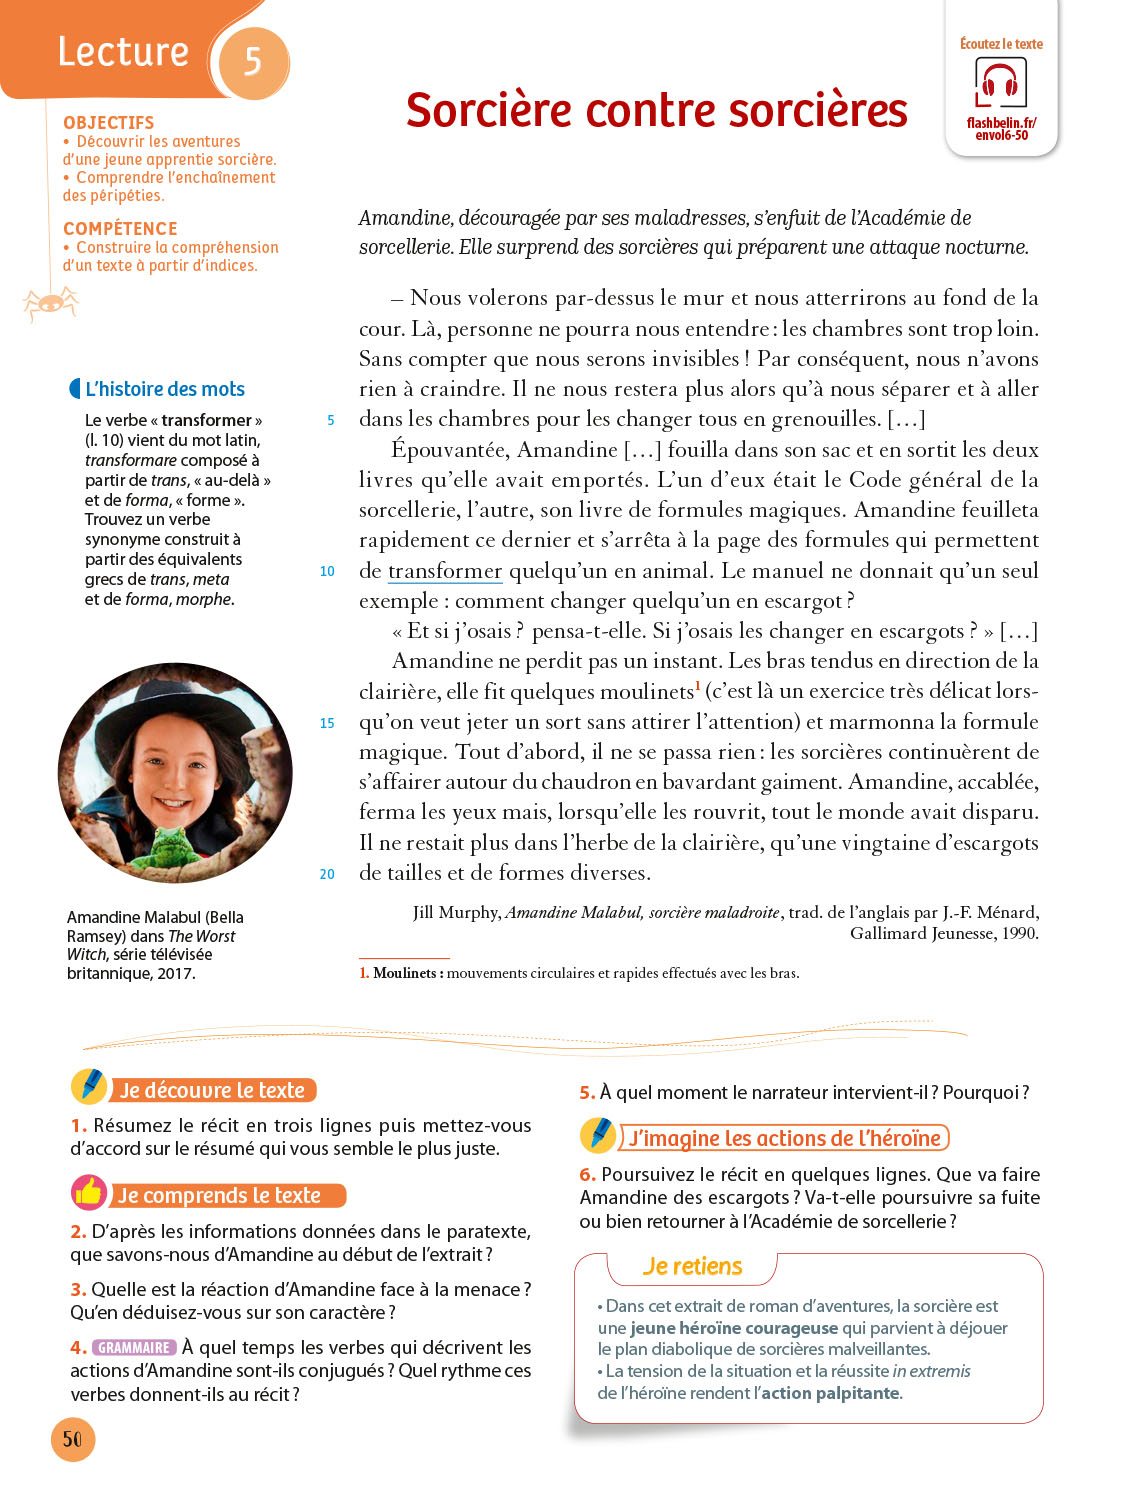 Lecture 5
Écoutez le texte
flashbelin.fr/
envol6-50
Sorcière contre sorcières
OBJECTIFS
• Découvrir les aventures
d'une jeune apprentie sorcière.
• Comprendre l'enchaînement
des péripéties.
COMPÉTENCE
• Construire la compréhension
d'un texte à partir d'indices.
Amandine, découragée par ses maladresses, s'enfuit de l'Académie de
sorcellerie. Elle surprend des sorcières qui préparent une attaque nocturne.
– Nous volerons par-dessus le mur et nous atterrirons au fond de la
cour. Là, personne ne pourra nous entendre : les chambres sont trop loin.
Sans compter que nous serons invisibles ! Par conséquent, nous n'avons
rien à craindre. Il ne nous restera plus alors qu'à nous séparer et à aller
5 dans les chambres pour les changer tous en grenouilles. […]
Épouvantée, Amandine […] fouilla dans son sac et en sortit les deux
livres qu'elle avait emportés. L'un d'eux était le Code général de la
sorcellerie, l'autre, son livre de formules magiques. Amandine feuilleta
rapidement ce dernier et s'arrêta à la page des formules qui permettent
10 de transformer quelqu'un en animal. Le manuel ne donnait qu'un seul
exemple : comment changer quelqu'un en escargot ?
« Et si j'osais ? pensa-t-elle. Si j'osais les changer en escargots ? » […]
Amandine ne perdit pas un instant. Les bras tendus en direction de la
clairière, elle fit quelques moulinets1 (c'est là un exercice très délicat lors-
15 qu'on veut jeter un sort sans attirer l'attention) et marmonna la formule
magique. Tout d'abord, il ne se passa rien : les sorcières continuèrent de
s'affairer autour du chaudron en bavardant gaiment. Amandine, accablée,
ferma les yeux mais, lorsqu'elle les rouvrit, tout le monde avait disparu.
Il ne restait plus dans l'herbe de la clairière, qu'une vingtaine d'escargots
20 de tailles et de formes diverses.
Jill Murphy, Amandine Malabul, sorcière maladroite, trad. de l'anglais par J.-F. Ménard,
Gallimard Jeunesse, 1990.
1. Moulinets : mouvements circulaires et rapides effectués avec les bras.
L'histoire des mots
Le verbe « transformer »
(l. 10) vient du mot latin,
transformare composé à
partir de trans, « au-delà »
et de forma, « forme ».
Trouvez un verbe
synonyme construit à
partir des équivalents
grecs de trans, meta
et de forma, morphe.
Amandine Malabul (Bella
Ramsey) dans The Worst
Witch, série télévisée
britannique, 2017.
Je découvre le texte
1. Résumez le récit en trois lignes puis mettez-vous
d'accord sur le résumé qui vous semble le plus juste.
Je comprends le texte
2. D'après les informations données dans le paratexte,
que savons-nous d'Amandine au début de l'extrait ?
3. Quelle est la réaction d'Amandine face à la menace ?
Qu'en déduisez-vous sur son caractère ?
4. GRAMMAIRE À quel temps les verbes qui décrivent les
actions d'Amandine sont-ils conjugués ? Quel rythme ces
verbes donnent-ils au récit ?
5. À quel moment le narrateur intervient-il ? Pourquoi ?
J'imagine les actions de l'héroïne
6. Poursuivez le récit en quelques lignes. Que va faire
Amandine des escargots ? Va-t-elle poursuivre sa fuite
ou bien retourner à l'Académie de sorcellerie ?
Je retiens
• Dans cet extrait de roman d'aventures, la sorcière est
une jeune héroïne courageuse qui parvient à déjouer
le plan diabolique de sorcières malveillantes.
• La tension de la situation et la réussite in extremis
de l'héroïne rendent l'action palpitante.
50